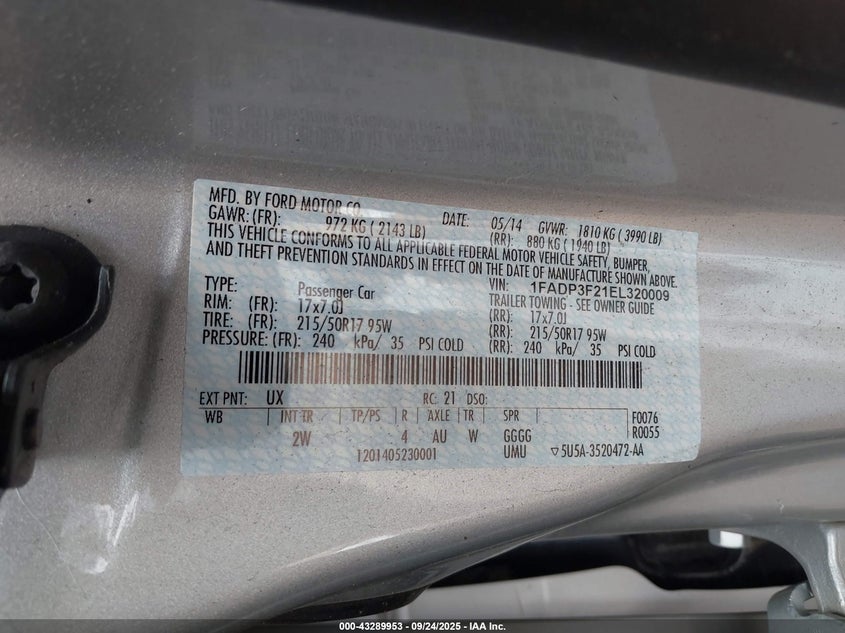 MFD. BY FORD MOTOR CO.
DATE: 05/14 GVWR: 1810 KG ( 3990 LB)
GAWR: (FR): 972 KG ( 2143 LB) (RR): 880 KG ( 1940 LB)
THIS VEHICLE CONFORMS TO ALL APPLICABLE FEDERAL MOTOR VEHICLE SAFETY, BUMPER,
AND THEFT PREVENTION STANDARDS IN EFFECT ON THE DATE OF MANUFACTURE SHOWN ABOVE.
VIN: 1FADP3F21EL320009
TYPE: Passenger Car TRAILER TOWING - SEE OWNER GUIDE
RIM: (FR): 17x7.0J (RR): 17x7.0J
TIRE: (FR): 215/50R17 95W (RR): 215/50R17 95W
PRESSURE: (FR): 240 kPa/ 35 PSI COLD (RR): 240 kPa/ 35 PSI COLD
EXT PNT: UX RC: 21 DSO:
WB INT TR TP/PS R AXLE TR SPR F0076
2W 4 AU W GGGG R0055
1201405230001 UMU ▽5U5A-3520472-AA
000-43289953 - 09/24/2025 - IAA Inc.